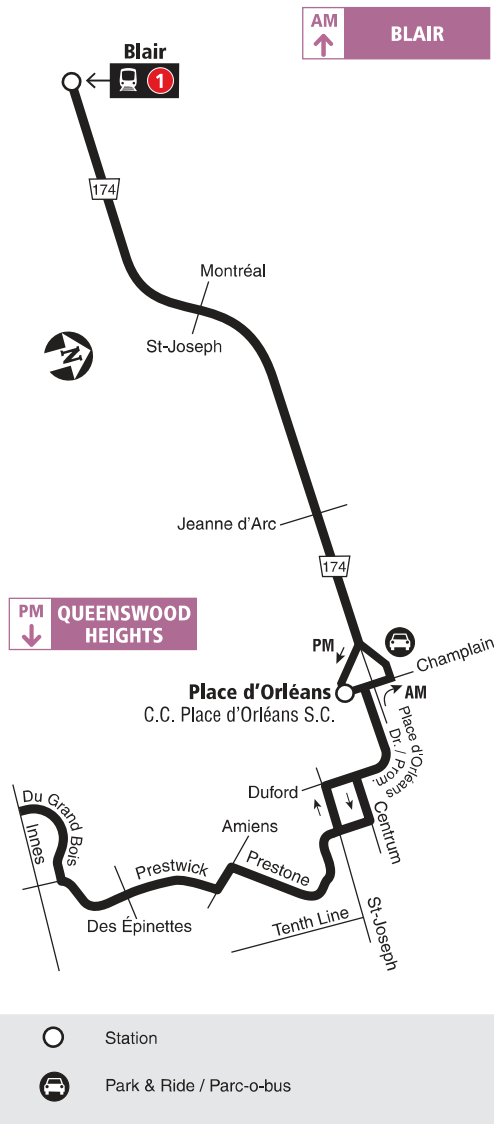 AM
BLAIR
Blair
1
174
Montréal
St-Joseph
N
Jeanne d'Arc
174
PM
QUEENSWOOD
HEIGHTS
PM
Champlain
Place d'Orléans
AM
C.C. Place d'Orléans S.C.
Place d'Orléans
Dr. / Prom.
Duford
Centrum
Du Grand Bois
Innes
Amiens
Prestwick
Prestone
Des Épinettes
Tenth Line
St-Joseph
Station
Park & Ride / Parc-o-bus